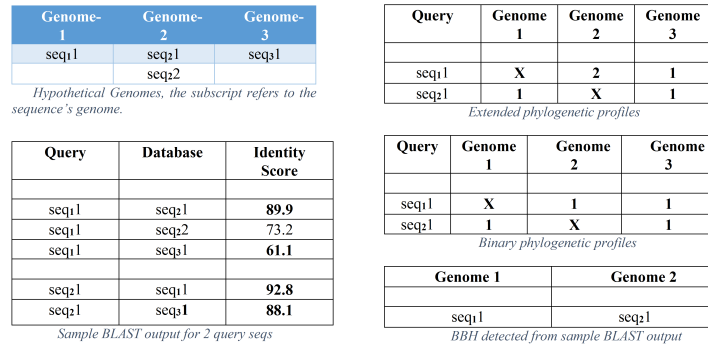 Genome-1 Genome-2 Genome-3
seq₁1 seq₂1 seq₃1
seq₂2
Hypothetical Genomes, the subscript refers to the
sequence’s genome.
Query Database Identity Score
seq₁1 seq₂1 89.9
seq₁1 seq₂2 73.2
seq₁1 seq₃1 61.1
seq₂1 seq₁1 92.8
seq₂1 seq₃1 88.1
Sample BLAST output for 2 query seqs
Query Genome 1 Genome 2 Genome 3
seq₁1 X 2 1
seq₂1 1 X 1
Extended phylogenetic profiles
Query Genome 1 Genome 2 Genome 3
seq₁1 X 1 1
seq₂1 1 X 1
Binary phylogenetic profiles
Genome 1 Genome 2
seq₁1 seq₂1
BBH detected from sample BLAST output